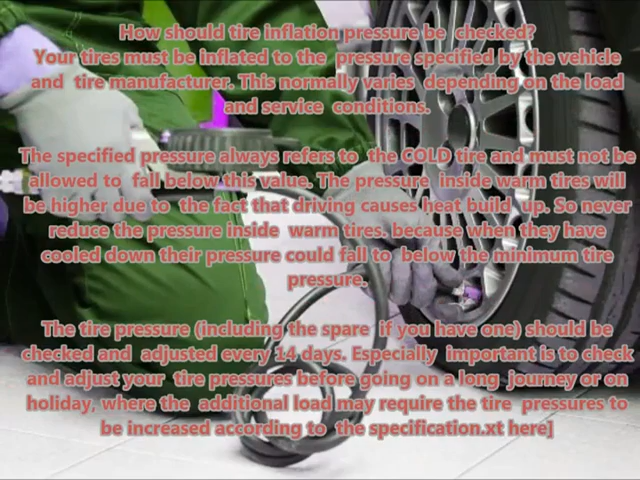 How should tire inflation pressure be checked?
Your tires must be inflated to the pressure specified by the vehicle
and tire manufacturer. This normally varies depending on the load
and service conditions.
The specified pressure always refers to the COLD tire and must not be
allowed to fall below this value. The pressure inside warm tires will
be higher due to the fact that driving causes heat build up. So never
reduce the pressure inside warm tires. because when they have
cooled down their pressure could fall to below the minimum tire
pressure.
The tire pressure (including the spare if you have one) should be
checked and adjusted every 14 days. Especially important is to check
and adjust your tire pressures before going on a long journey or on
holiday, where the additional load may require the tire pressures to
be increased according to the specification.xt here]